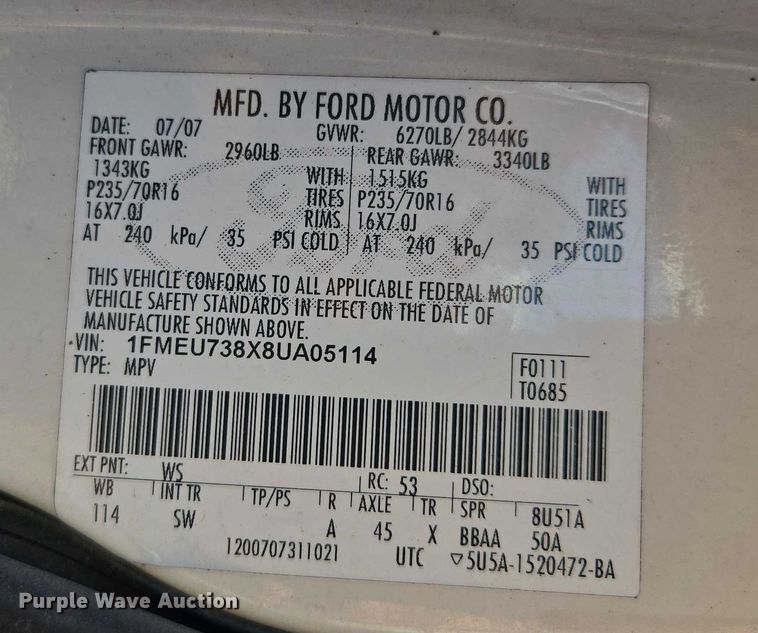 MFD. BY FORD MOTOR CO.
DATE: 07/07 GVWR: 6270LB/ 2844KG
FRONT GAWR: 2960LB REAR GAWR: 3340LB
1343KG WITH 1515KG WITH
P235/70R16 TIRES P235/70R16 TIRES
16X7.0J RIMS 16X7.0J RIMS
AT 240 kPa/ 35 PSI COLD AT 240 kPa/ 35 PSI COLD
THIS VEHICLE CONFORMS TO ALL APPLICABLE FEDERAL MOTOR
VEHICLE SAFETY STANDARDS IN EFFECT ON THE DATE OF
MANUFACTURE SHOWN ABOVE.
VIN: 1FMEU738X8UA05114
TYPE: MPV
F0111
T0685
EXT PNT: WS RC: 53 DSO:
WB INT TR TP/PS R AXLE TR SPR 8U51A
114 SW A 45 X BBAA 50A
1200707311021 UTC ▽5U5A-1520472-BA
Ford
Purple Wave Auction